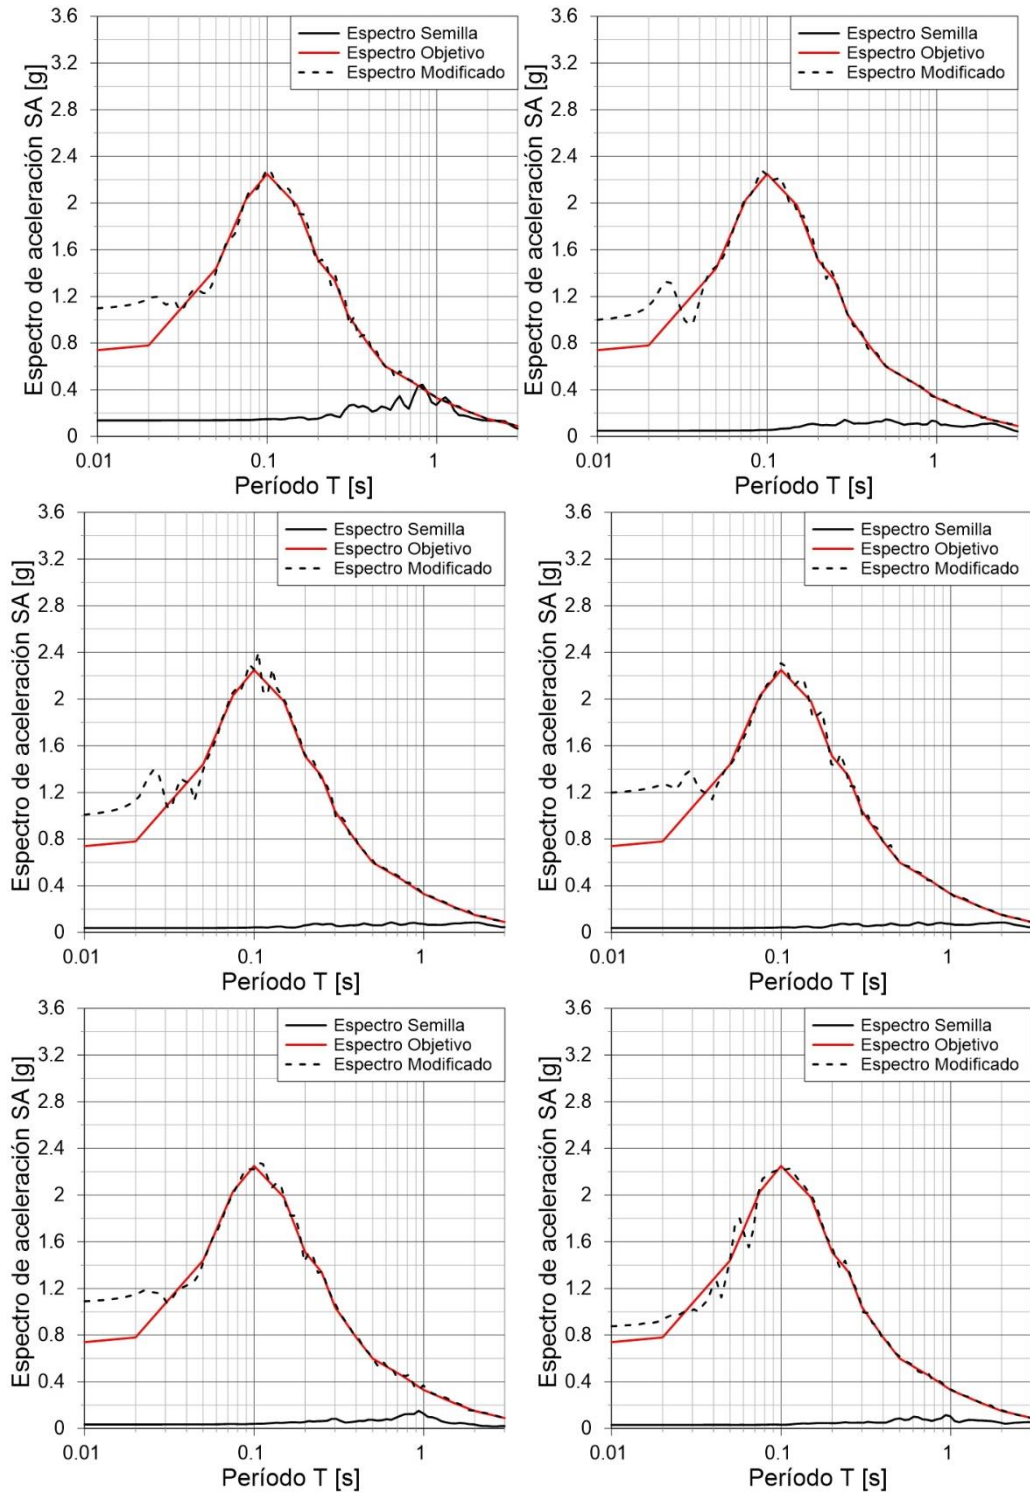 3.6
3.2
2.8
2.4
2
1.6
1.2
0.8
0.4
0
Espectro de aceleración SA [g]
Espectro Semilla
Espectro Objetivo
Espectro Modificado
0.01
0.1
1
Período T [s]
3.6
3.2
2.8
2.4
2
1.6
1.2
0.8
0.4
0
Espectro de aceleración SA [g]
Espectro Semilla
Espectro Objetivo
Espectro Modificado
0.01
0.1
1
Período T [s]
3.6
3.2
2.8
2.4
2
1.6
1.2
0.8
0.4
0
Espectro de aceleración SA [g]
Espectro Semilla
Espectro Objetivo
Espectro Modificado
0.01
0.1
1
Período T [s]
3.6
3.2
2.8
2.4
2
1.6
1.2
0.8
0.4
0
Espectro de aceleración SA [g]
Espectro Semilla
Espectro Objetivo
Espectro Modificado
0.01
0.1
1
Período T [s]
3.6
3.2
2.8
2.4
2
1.6
1.2
0.8
0.4
0
Espectro de aceleración SA [g]
Espectro Semilla
Espectro Objetivo
Espectro Modificado
0.01
0.1
1
Período T [s]
3.6
3.2
2.8
2.4
2
1.6
1.2
0.8
0.4
0
Espectro de aceleración SA [g]
Espectro Semilla
Espectro Objetivo
Espectro Modificado
0.01
0.1
1
Período T [s]